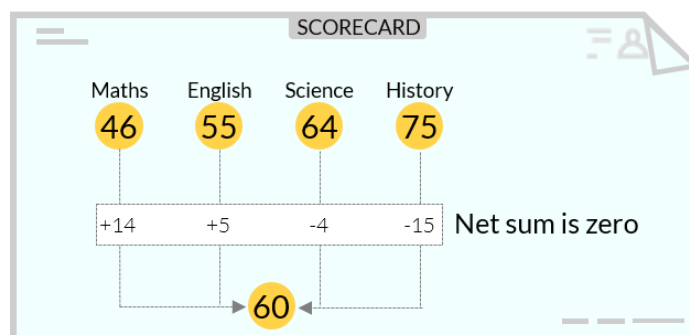 SCORECARD
Maths English Science History
46 55 64 75
+14 +5 -4 -15 Net sum is zero
60